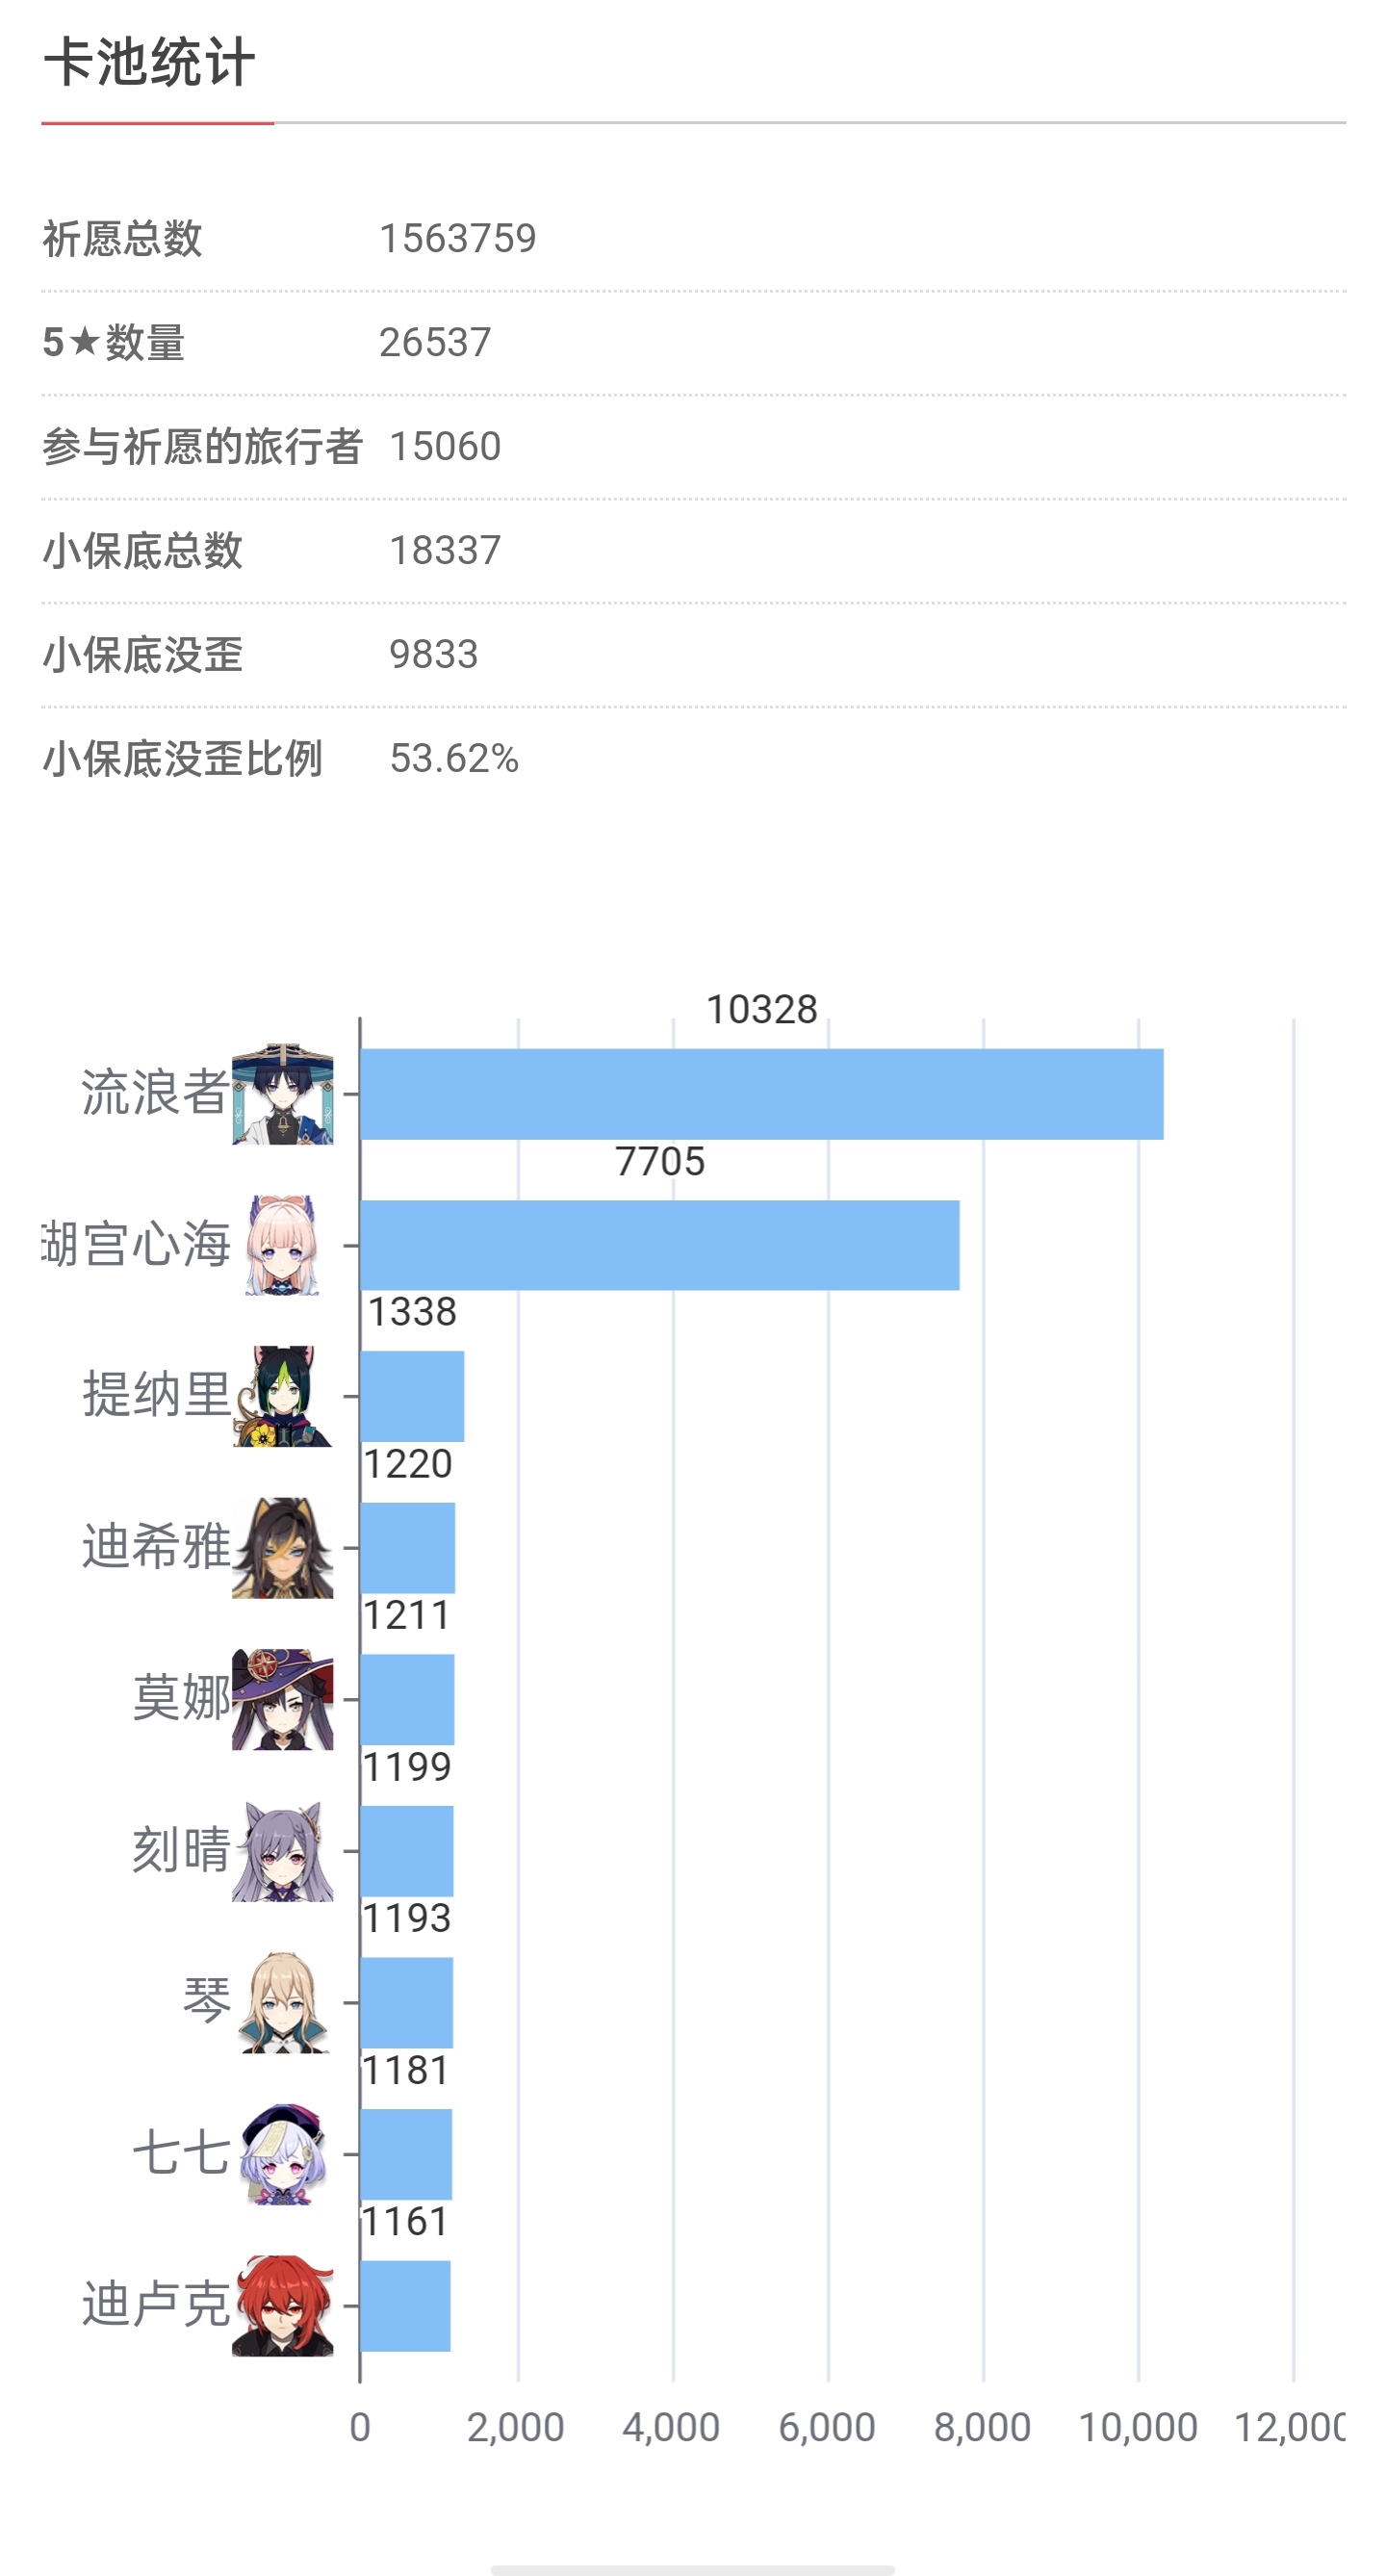 卡池统计
祈愿总数 1563759
5★数量 26537
参与祈愿的旅行者 15060
小保底总数 18337
小保底没歪 9833
小保底没歪比例 53.62%
10328
流浪者
7705
瑚宫心海
1338
提纳里
1220
迪希雅
1211
莫娜
1199
刻晴
1193
琴
1181
七七
1161
迪卢克
0 2,000 4,000 6,000 8,000 10,000 12,000